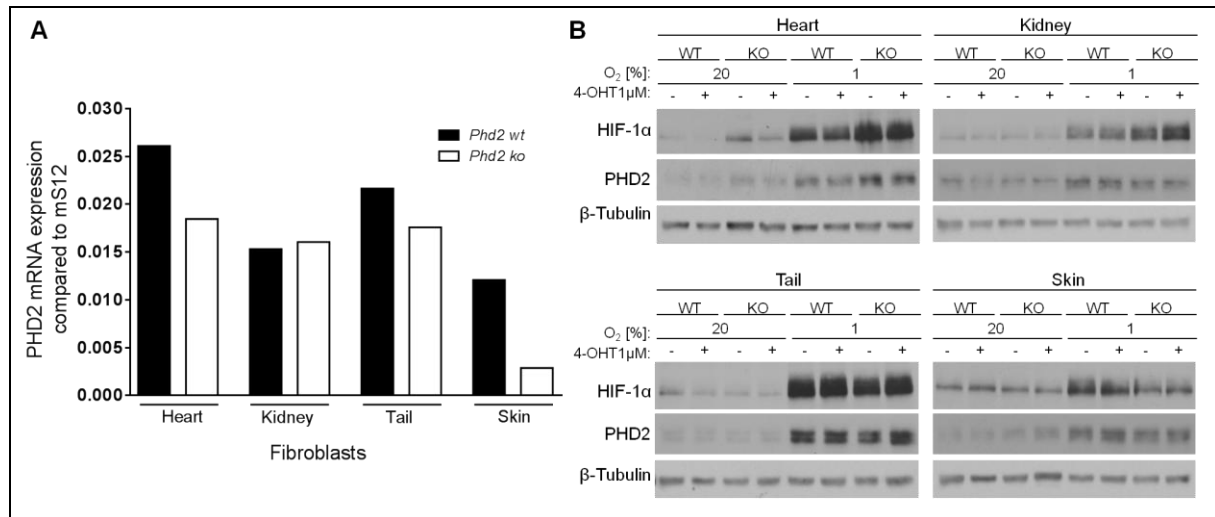 A
PHD2 mRNA expression
compared to mS12
0.030
0.025
0.020
0.015
0.010
0.005
0.000
Phd2 wt
Phd2 ko
Heart Kidney Tail Skin
Fibroblasts
B
Heart
WT KO WT KO
O₂ [%]: 20 1
4-OHT1µM: - + - + - + - +
HIF-1α
PHD2
β-Tubulin
Kidney
WT KO WT KO
20 1
- + - + - + - +
Tail
WT KO WT KO
O₂ [%]: 20 1
4-OHT1µM: - + - + - + - +
HIF-1α
PHD2
β-Tubulin
Skin
WT KO WT KO
20 1
- + - + - + - +